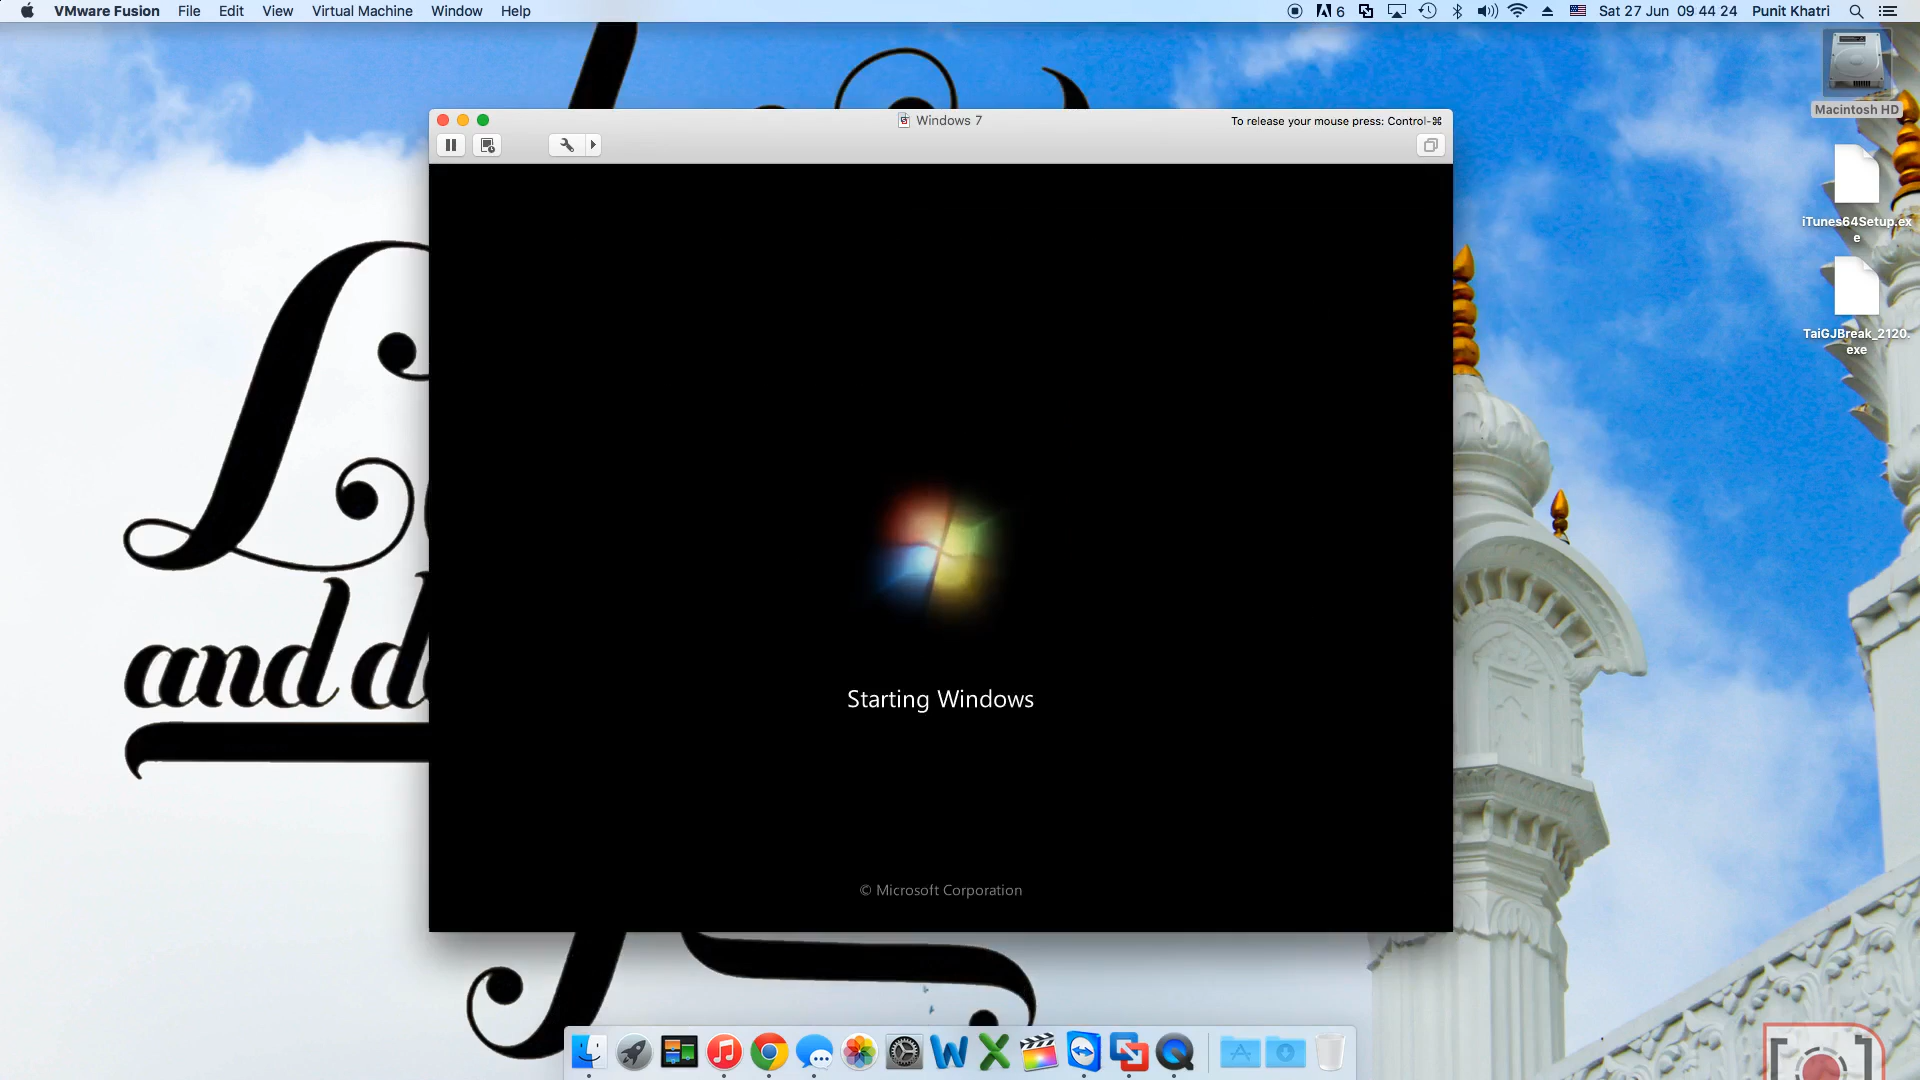 VMware Fusion File Edit View Virtual Machine Window Help 6 Sat 27 Jun 09 44 24 Punit Khatri
Macintosh HD
Windows 7
To release your mouse press: Control-⌘
iTunes64Setup.ex
e
TaiGJBreak_2120.
exe
and
Starting Windows
© Microsoft Corporation